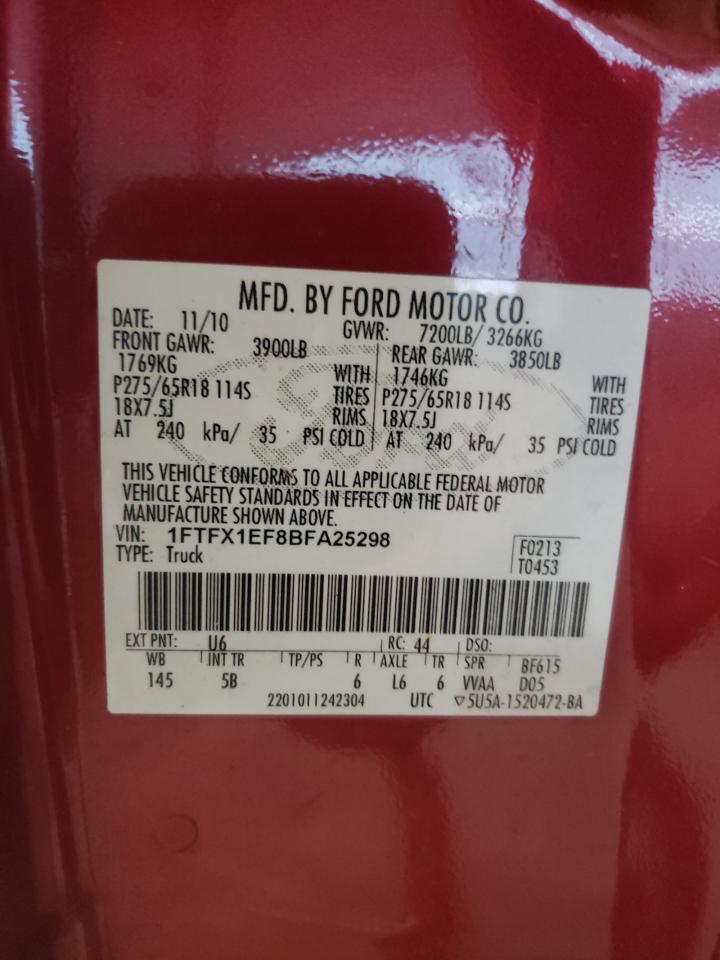 MFD. BY FORD MOTOR CO.
DATE: 11/10 GVWR: 7200LB/ 3266KG
FRONT GAWR: 3900LB REAR GAWR: 3850LB
1769KG WITH 1746KG WITH
P275/65R18 114S TIRES P275/65R18 114S TIRES
18X7.5J RIMS 18X7.5J RIMS
AT 240 kPa/ 35 PSI COLD AT 240 kPa/ 35 PSI COLD
THIS VEHICLE CONFORMS TO ALL APPLICABLE FEDERAL MOTOR
VEHICLE SAFETY STANDARDS IN EFFECT ON THE DATE OF
MANUFACTURE SHOWN ABOVE.
VIN: 1FTFX1EF8BFA25298 F0213
TYPE: Truck T0453
EXT PNT: U6 RC: 44 DSO:
WB INT TR TP/PS R AXLE TR SPR BF615
145 5B 6 L6 6 VVAA D05
2201011242304 UTC ▽5U5A-1520472-BA